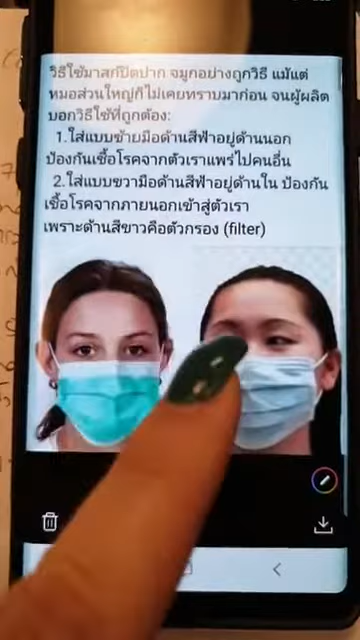 วิธีใช้มาสก์ปิดปาก จมูกอย่างถูกวิธี แม้แต่
หมอส่วนใหญ่ก็ไม่เคยทราบมาก่อน จนผู้ผลิต
บอกวิธีใช้ที่ถูกต้อง:
1.ใส่แบบซ้ายมือด้านสีฟ้าอยู่ด้านนอก
ป้องกันเชื้อโรคจากตัวเราแพร่ไปคนอื่น
2.ใส่แบบขวามือด้านสีฟ้าอยู่ด้านใน ป้องกัน
เชื้อโรคจากภายนอกเข้าสู่ตัวเรา
เพราะด้านสีขาวคือตัวกรอง (filter)